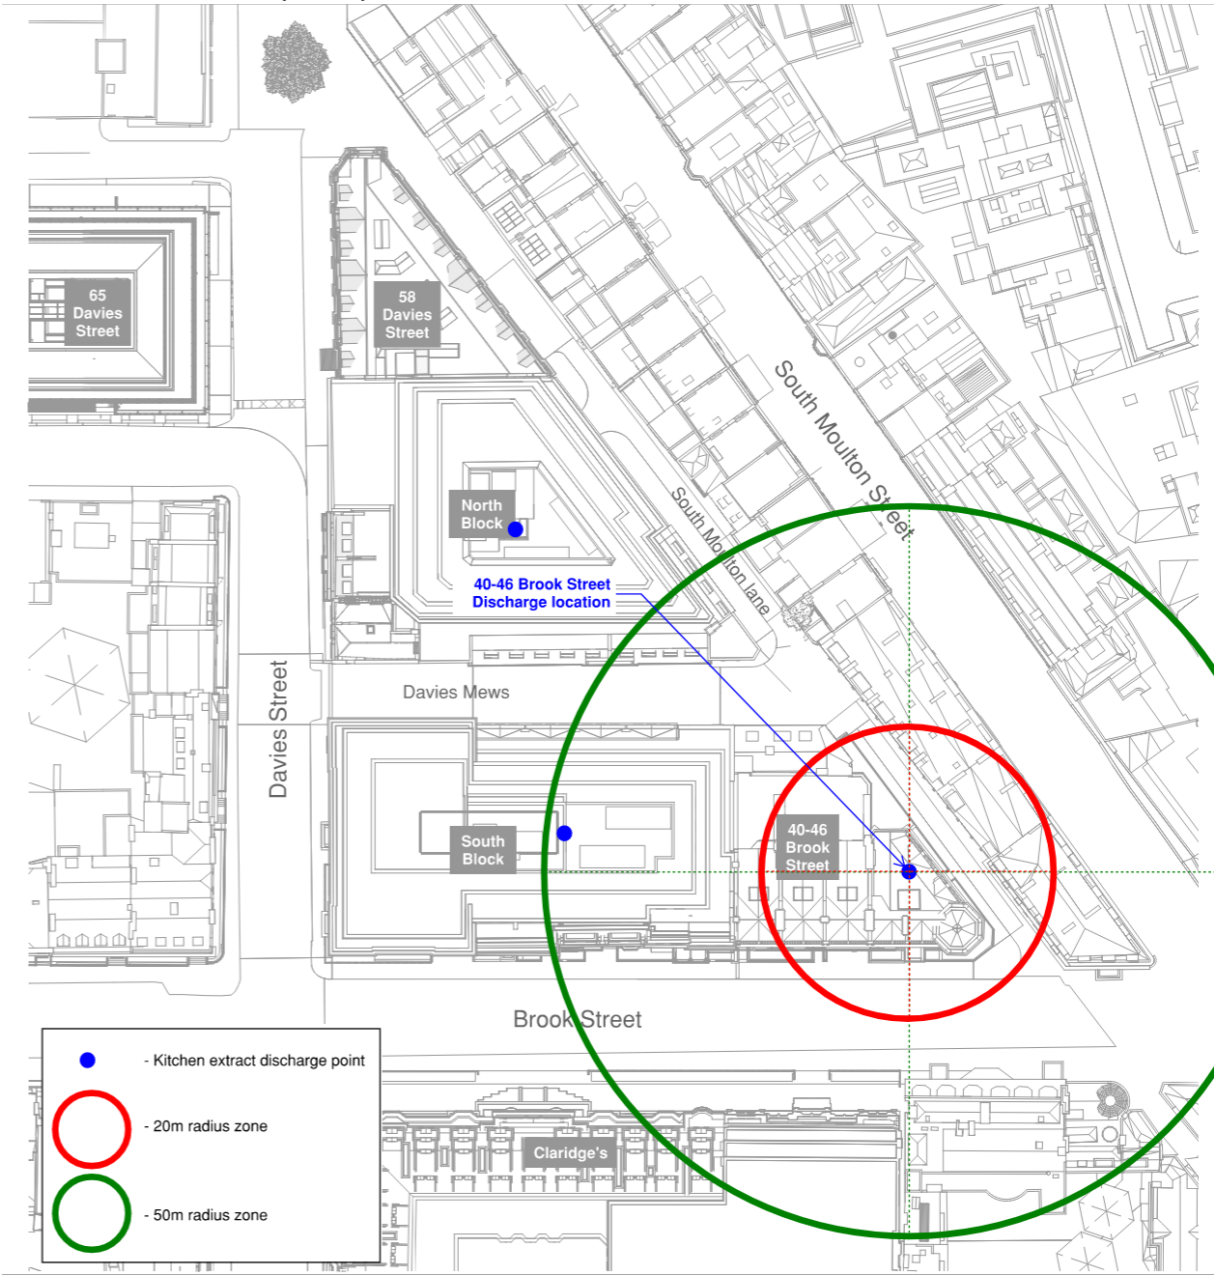 65
Davies
Street
58
Davies
Street
South Moulton Street
North
Block
South Moulton lane
40-46 Brook Street
Discharge location
Davies Mews
Davies Street
South
Block
40-46
Brook
Street
Brook Street
- Kitchen extract discharge point
- 20m radius zone
- 50m radius zone
Claridge's